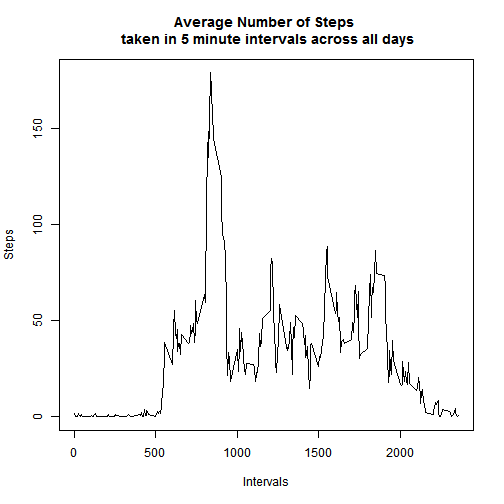 Average Number of Steps
taken in 5 minute intervals across all days
Steps
0
50
100
150
0
500
1000
1500
2000
Intervals